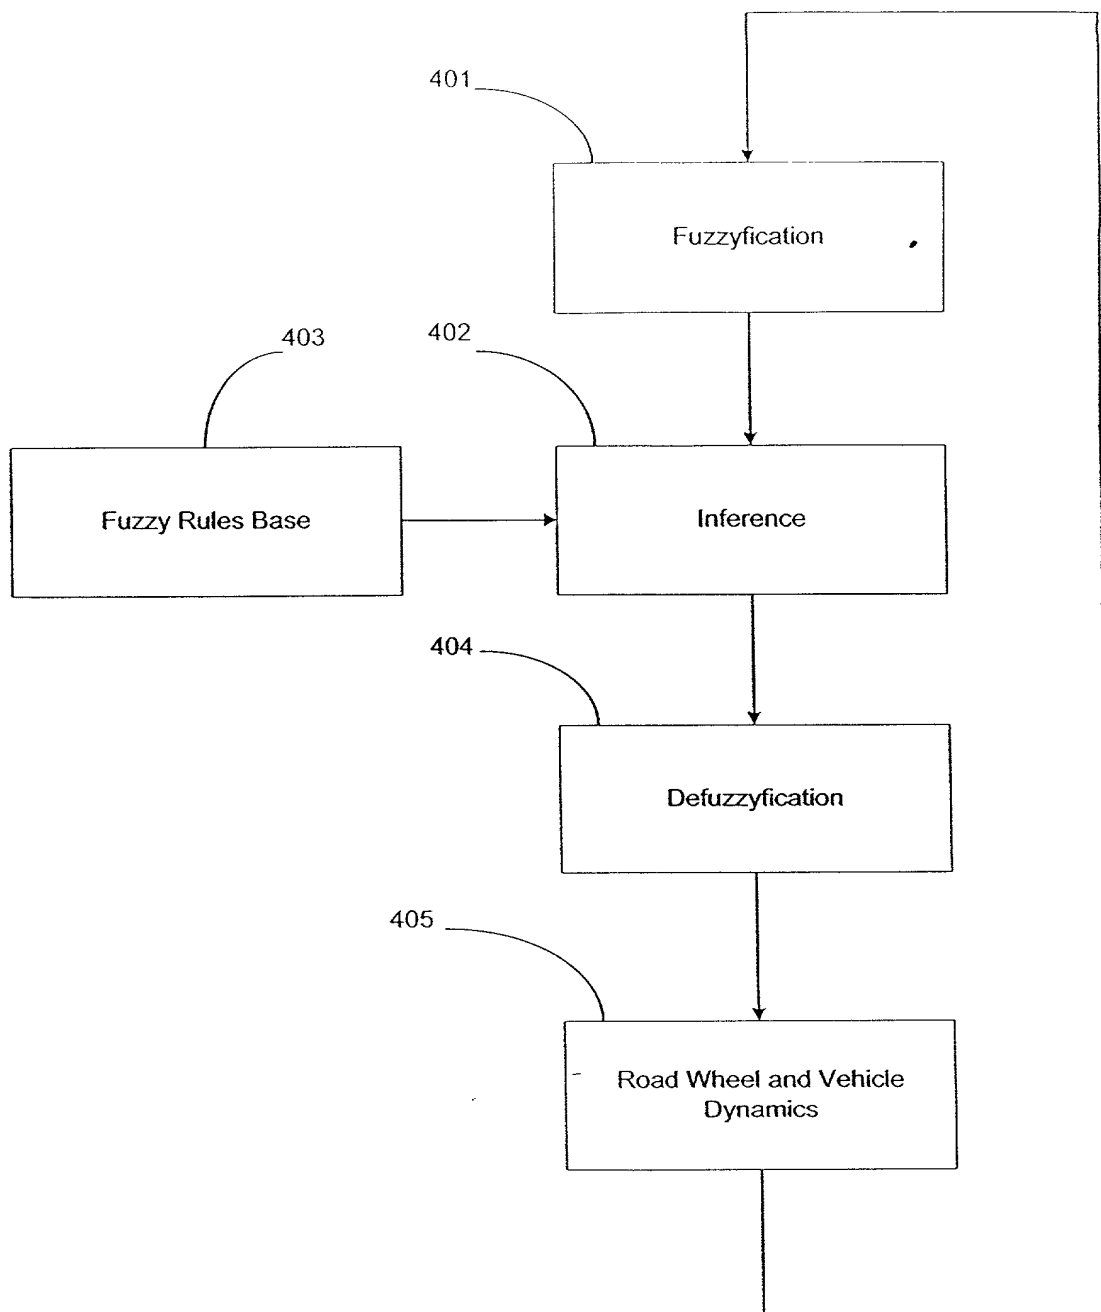 401
Fuzzyfication
403
402
Fuzzy Rules Base
Inference
404
Defuzzyfication
405
Road Wheel and Vehicle
Dynamics